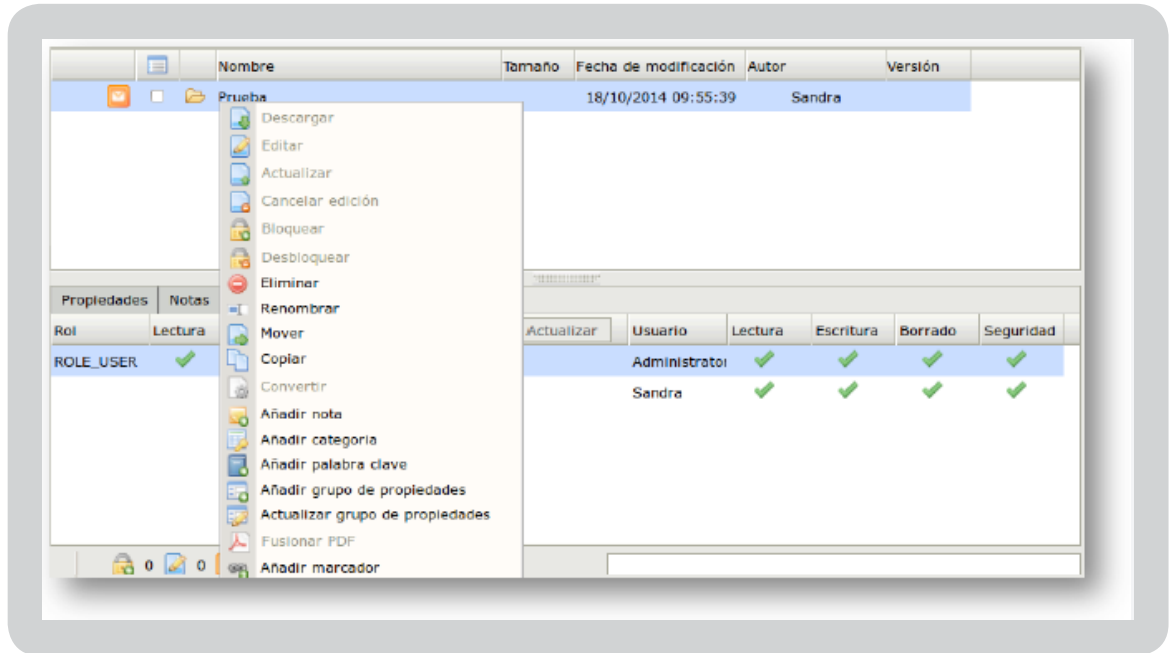 Nombre Tamaño Fecha de modificación Autor Versión
Prueba 18/10/2014 09:55:39 Sandra
Descargar
Editar
Actualizar
Cancelar edición
Bloquear
Desbloquear
Eliminar
Renombrar
Mover
Copiar
Convertir
Añadir nota
Añadir categoria
Añadir palabra clave
Añadir grupo de propiedades
Actualizar grupo de propiedades
Fusionar PDF
Añadir marcador
Propiedades Notas
Rol Lectura Actualizar Usuario Lectura Escritura Borrado Seguridad
ROLE_USER Administrator
Sandra
0 0